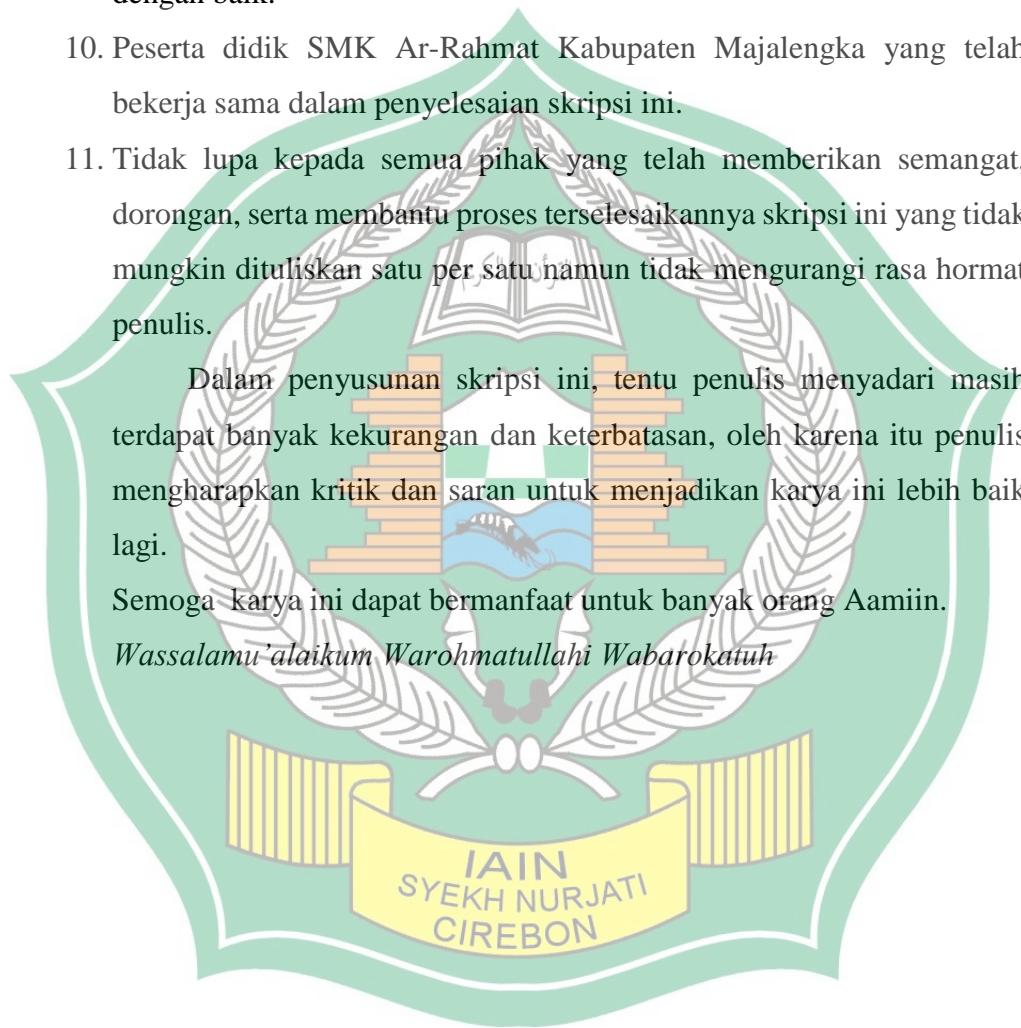 dengan baik.
10. Peserta didik SMK Ar-Rahmat Kabupaten Majalengka yang telah
bekerja sama dalam penyelesaian skripsi ini.
11. Tidak lupa kepada semua pihak yang telah memberikan semangat,
dorongan, serta membantu proses terselesaikannya skripsi ini yang tidak
mungkin dituliskan satu per satu namun tidak mengurangi rasa hormat
penulis.
Dalam penyusunan skripsi ini, tentu penulis menyadari masih
terdapat banyak kekurangan dan keterbatasan, oleh karena itu penulis
mengharapkan kritik dan saran untuk menjadikan karya ini lebih baik
lagi.
Semoga karya ini dapat bermanfaat untuk banyak orang Aamiin.
Wassalamu’alaikum Warohmatullahi Wabarokatuh
IAIN
SYEKH NURJATI
CIREBON